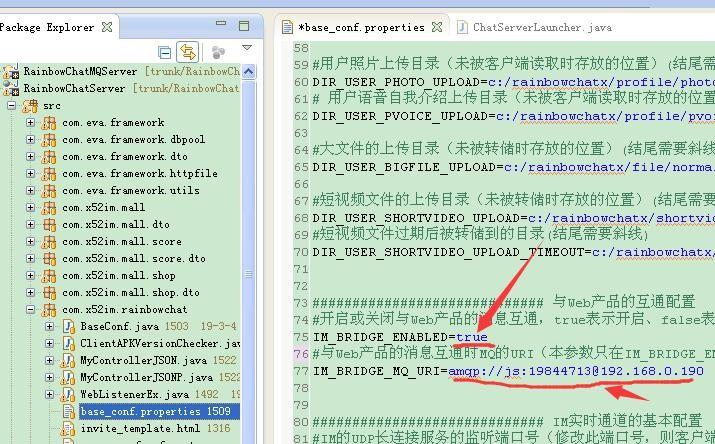 Package Explorer
RainbowChatMQServer [trunk/RainbowCh
RainbowChatServer [trunk/RainbowChat
src
com.eva.framework
com.eva.framework.dbpool
com.eva.framework.dto
com.eva.framework.httpfile
com.eva.framework.utils
com.x52im.mall
com.x52im.mall.dto
com.x52im.mall.score
com.x52im.mall.score.dto
com.x52im.mall.shop
com.x52im.mall.shop.dto
com.x52im.rainbowchat
BaseConf.java 1503 19-3-4
ClientAPKVersionChecker.java
MyControllerJSON.java
MyControllerJSONP.java
WebListenerEx.java 1492
base_conf.properties 1509
invite_template.html 1316
*base_conf.properties
ChatServerLauncher.java
58
59 #用户照片上传目录(未被客户端读取时存放的位置)(结尾需
60 DIR_USER_PHOTO_UPLOAD=c:/rainbowchatx/profile/photo
61 # 用户语音自我介绍上传目录(未被客户端读取时存放的位置
62 DIR_USER_PVOICE_UPLOAD=c:/rainbowchatx/profile/pvoi
63
64 #大文件的上传目录(未被转储时存放的位置)(结尾需要斜线
65 DIR_USER_BIGFILE_UPLOAD=c:/rainbowchatx/file/norma
66
67 #短视频文件的上传目录(未被转储时存放的位置)(结尾需要
68 DIR_USER_SHORTVIDEO_UPLOAD=c:/rainbowchatx/shortvid
69 #短视频文件过期后被转储到的目录(结尾需要斜线)
70 DIR_USER_SHORTVIDEO_UPLOAD_TIMEOUT=c:/rainbowchatx/
71
72
73 ############################ 与Web产品的互通配置
74 #开启或关闭与Web产品的消息互通，true表示开启、false表
75 IM_BRIDGE_ENABLED=true
76 #与Web产品的消息互通时MQ的URI（本参数只在IM_BRIDGE_EN
77 IM_BRIDGE_MQ_URI=amqp://js:19844713@192.168.0.190
78
79
80 ############################ IM实时通道的基本配置
81 #IM的UDP长连接服务的监听端口号（修改此端口号，则客户端